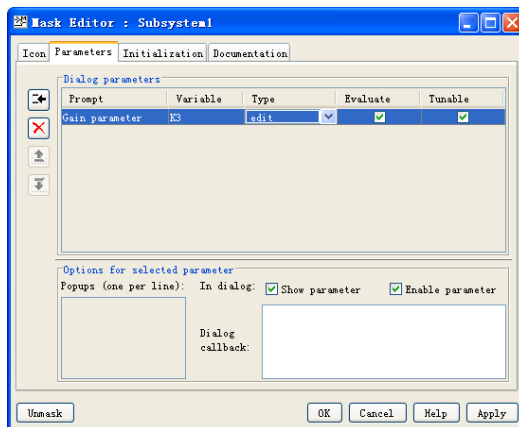 Mask Editor : Subsystem1
Icon Parameters Initialization Documentation
Dialog parameters
Prompt Variable Type Evaluate Tunable
Gain parameter K3 edit
Options for selected parameter
Popups (one per line): In dialog: Show parameter Enable parameter
Dialog
callback:
Unmask OK Cancel Help Apply